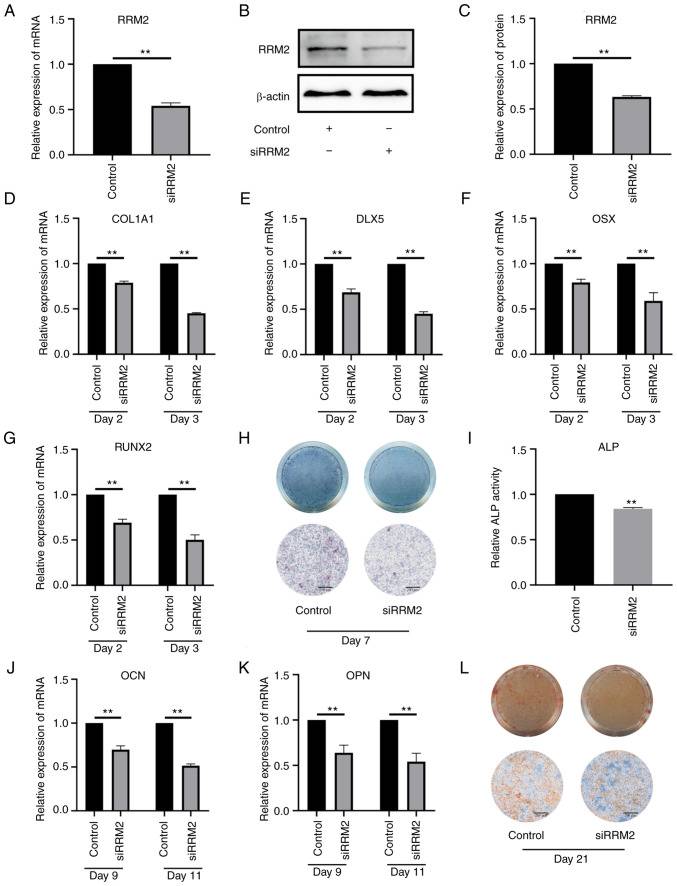 A
RRM2
Relative expression of mRNA
1.5
1.0
0.5
0.0
**
Control
siRRM2
B
RRM2
β-actin
Control + −
siRRM2 − +
C
RRM2
Relative expression of protein
1.5
1.0
0.5
0.0
**
Control
siRRM2
D
COL1A1
Relative expression of mRNA
1.5
1.0
0.5
0.0
** **
Control siRRM2 Control siRRM2
Day 2 Day 3
E
DLX5
Relative expression of mRNA
1.5
1.0
0.5
0.0
** **
Control siRRM2 Control siRRM2
Day 2 Day 3
F
OSX
Relative expression of mRNA
1.5
1.0
0.5
0.0
** **
Control siRRM2 Control siRRM2
Day 2 Day 3
G
RUNX2
Relative expression of mRNA
1.5
1.0
0.5
0.0
** **
Control siRRM2 Control siRRM2
Day 2 Day 3
H
Control siRRM2
Day 7
I
ALP
Relative ALP activity
1.5
1.0
0.5
0.0
**
Control
siRRM2
J
OCN
Relative expression of mRNA
1.5
1.0
0.5
0.0
** **
Control siRRM2 Control siRRM2
Day 9 Day 11
K
OPN
Relative expression of mRNA
1.5
1.0
0.5
0.0
** **
Control siRRM2 Control siRRM2
Day 9 Day 11
L
Control siRRM2
Day 21